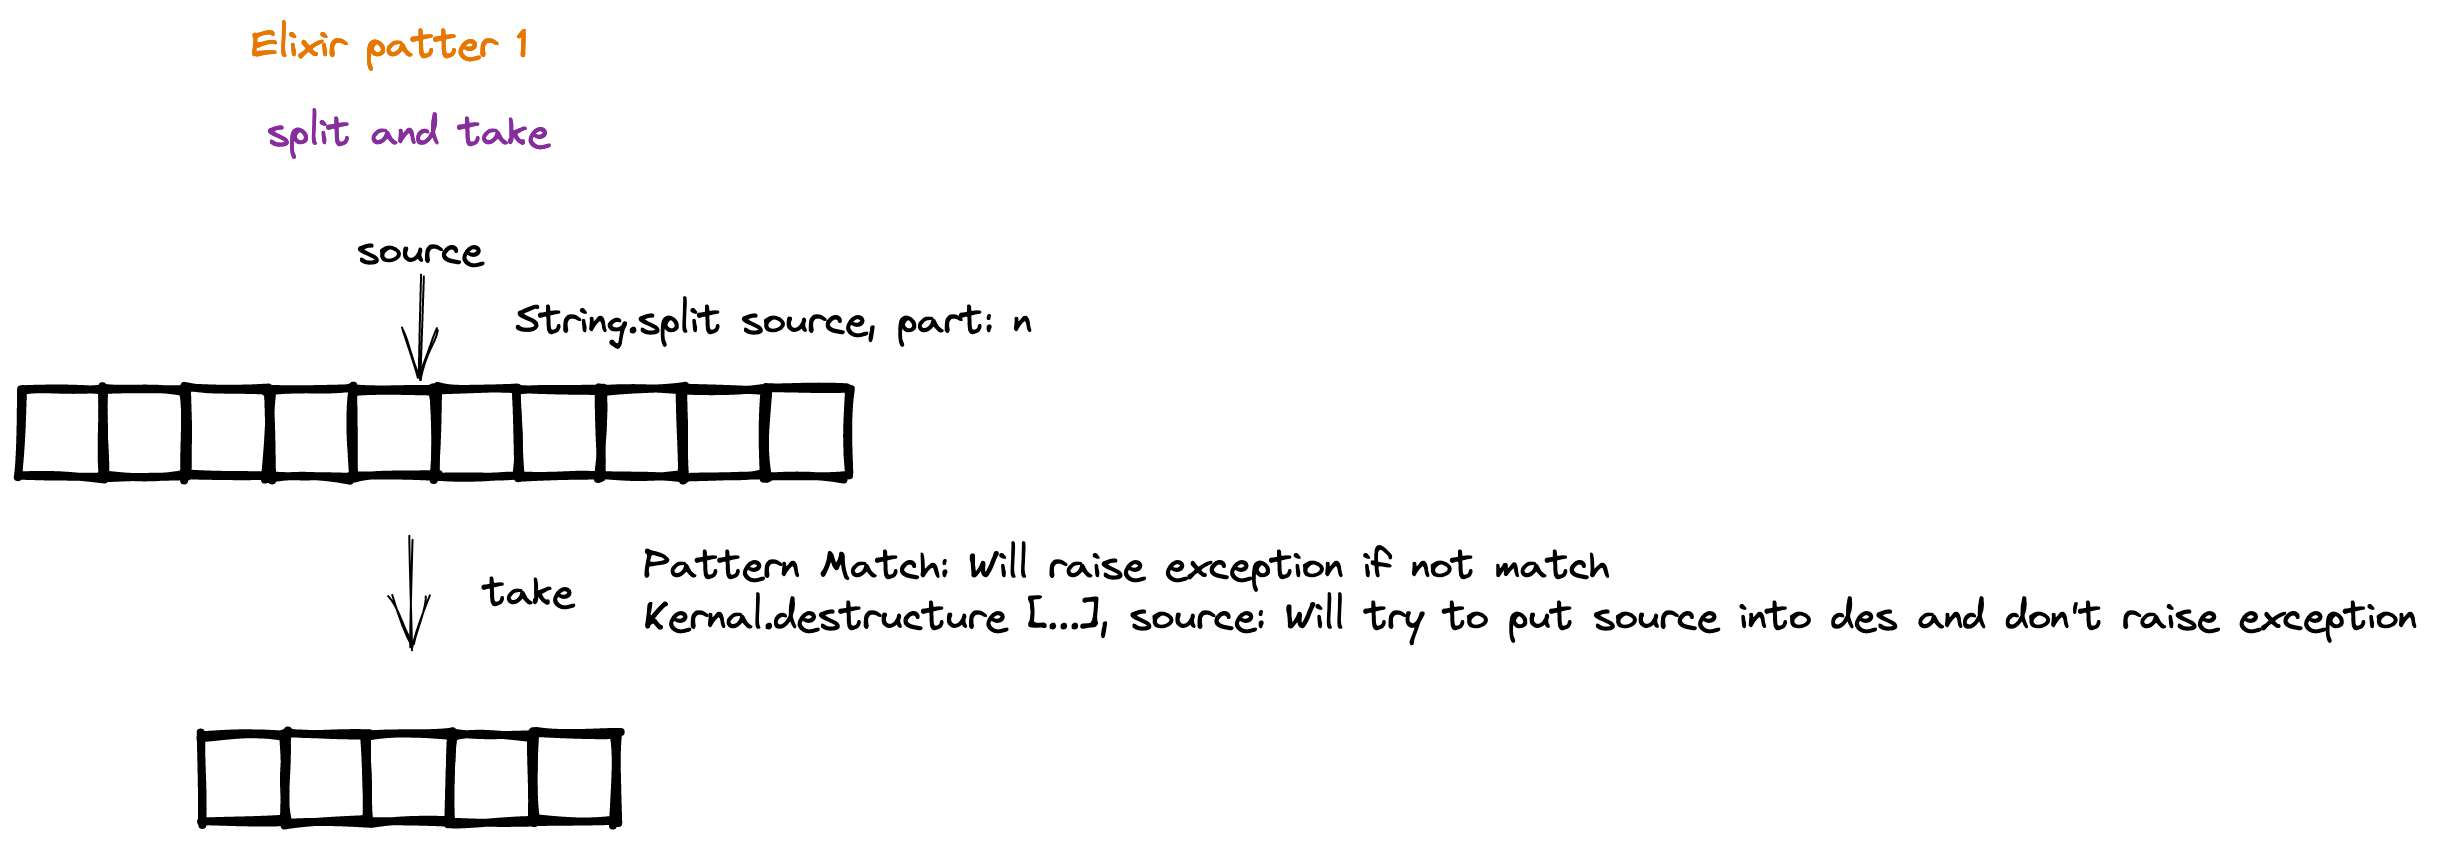 Elixir patter 1
split and take
source
String.split source, part: n
take
Pattern Match: Will raise exception if not match
Kernal.destructure [...], source: Will try to put source into des and don't raise exception